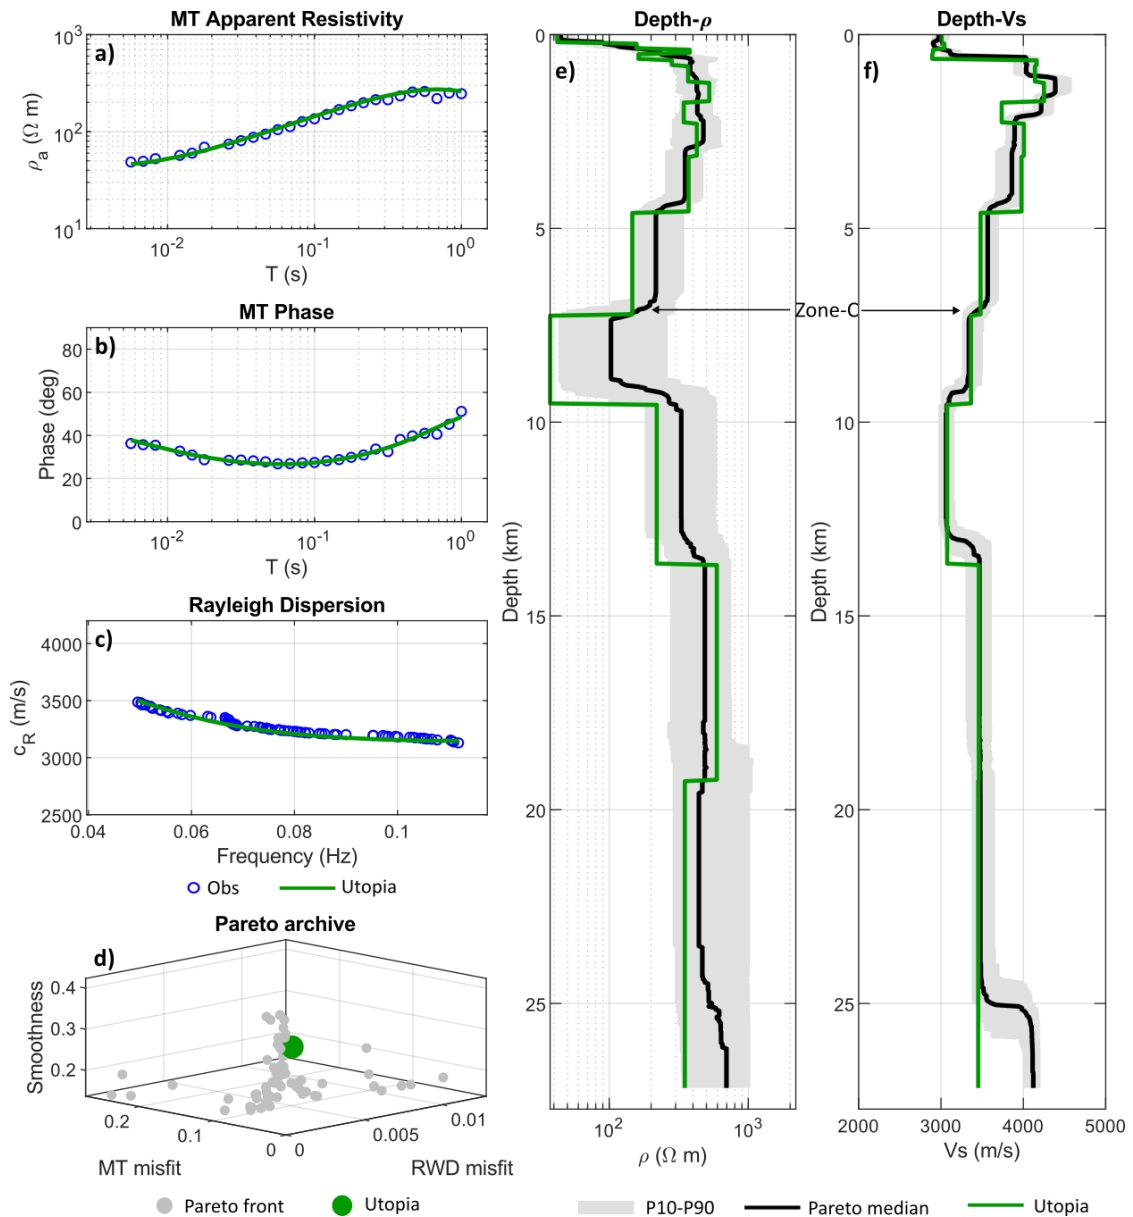 MT Apparent Resistivity
a)
10^3
10^2
10^1
ρ_a (Ω m)
10^-2
10^-1
10^0
T (s)
MT Phase
b)
80
60
40
20
0
Phase (deg)
10^-2
10^-1
10^0
T (s)
Rayleigh Dispersion
c)
4000
3500
3000
2500
c_R (m/s)
0.04
0.06
0.08
0.1
Frequency (Hz)
Obs
Utopia
Pareto archive
d)
0.4
0.3
0.2
Smoothness
0.2
0.1
0
0
0.005
0.01
MT misfit
RWD misfit
Pareto front
Utopia
Depth-ρ
e)
0
5
10
15
20
25
Depth (km)
10^2
10^3
ρ (Ω m)
Zone-C
Depth-Vs
f)
0
5
10
15
20
25
Depth (km)
2000
3000
4000
5000
Vs (m/s)
P10-P90
Pareto median
Utopia